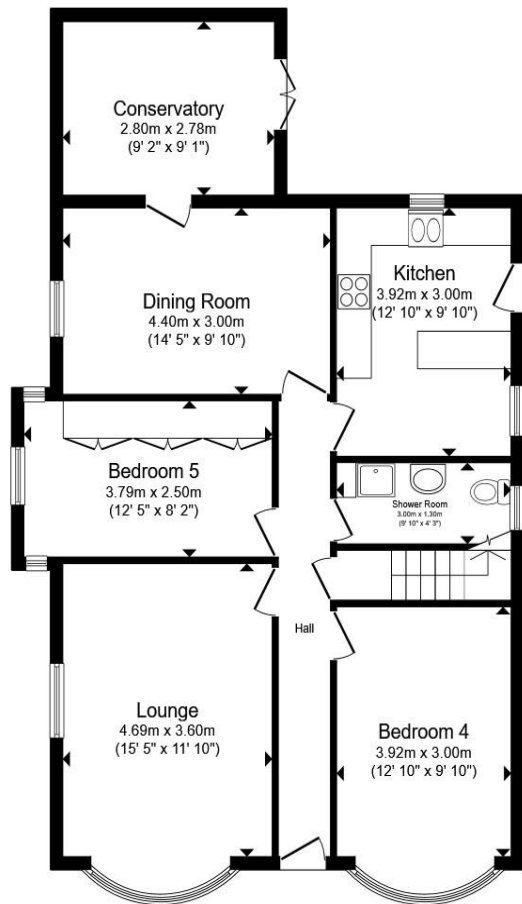 Conservatory
2.80m x 2.78m
(9' 2" x 9' 1")
Dining Room
4.40m x 3.00m
(14' 5" x 9' 10")
Kitchen
3.92m x 3.00m
(12' 10" x 9' 10")
Bedroom 5
3.79m x 2.50m
(12' 5" x 8' 2")
Shower Room
3.00m x 1.30m
(9' 10" x 4' 3")
Hall
Lounge
4.69m x 3.60m
(15' 5" x 11' 10")
Bedroom 4
3.92m x 3.00m
(12' 10" x 9' 10")